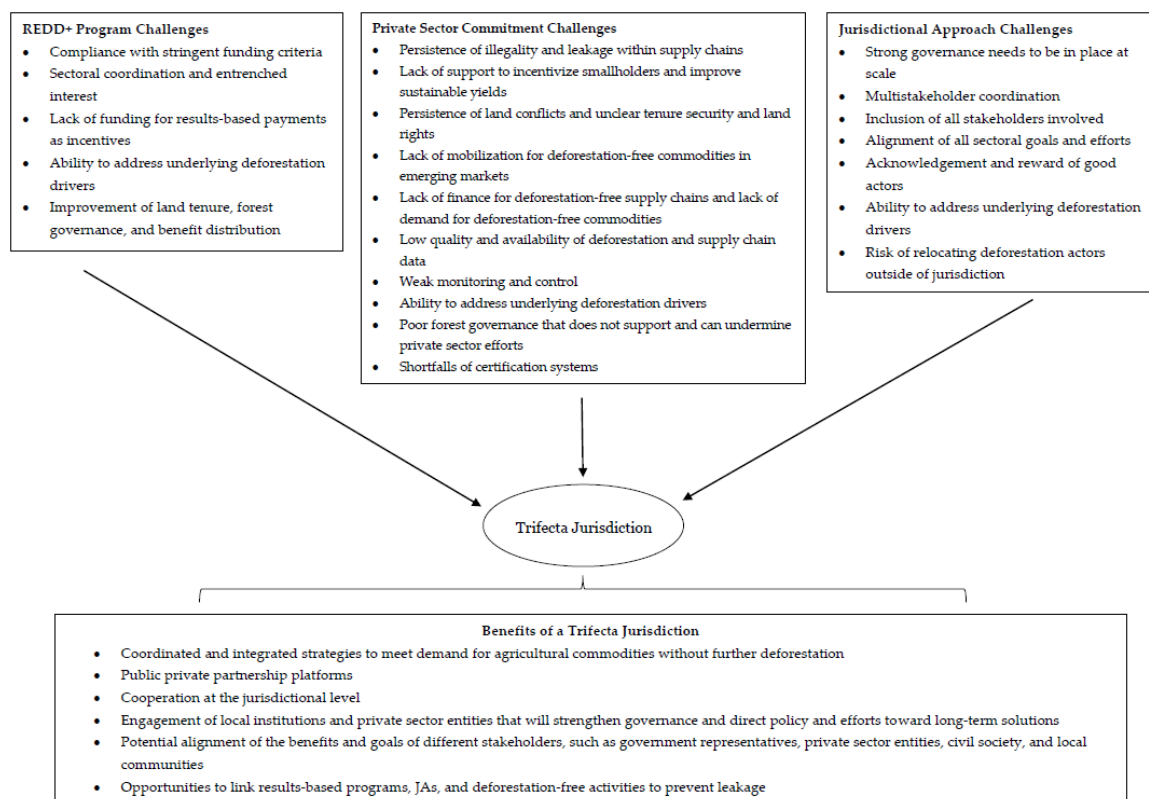 REDD+ Program Challenges
• Compliance with stringent funding criteria
• Sectoral coordination and entrenched
interest
• Lack of funding for results-based payments
as incentives
• Ability to address underlying deforestation
drivers
• Improvement of land tenure, forest
governance, and benefit distribution
Private Sector Commitment Challenges
• Persistence of illegality and leakage within supply chains
• Lack of support to incentivize smallholders and improve
sustainable yields
• Persistence of land conflicts and unclear tenure security and land
rights
• Lack of mobilization for deforestation-free commodities in
emerging markets
• Lack of finance for deforestation-free supply chains and lack of
demand for deforestation-free commodities
• Low quality and availability of deforestation and supply chain
data
• Weak monitoring and control
• Ability to address underlying deforestation drivers
• Poor forest governance that does not support and can undermine
private sector efforts
• Shortfalls of certification systems
Jurisdictional Approach Challenges
• Strong governance needs to be in place at
scale
• Multistakeholder coordination
• Inclusion of all stakeholders involved
• Alignment of all sectoral goals and efforts
• Acknowledgement and reward of good
actors
• Ability to address underlying deforestation
drivers
• Risk of relocating deforestation actors
outside of jurisdiction
Trifecta Jurisdiction
Benefits of a Trifecta Jurisdiction
• Coordinated and integrated strategies to meet demand for agricultural commodities without further deforestation
• Public private partnership platforms
• Cooperation at the jurisdictional level
• Engagement of local institutions and private sector entities that will strengthen governance and direct policy and efforts toward long-term solutions
• Potential alignment of the benefits and goals of different stakeholders, such as government representatives, private sector entities, civil society, and local
communities
• Opportunities to link results-based programs, JAs, and deforestation-free activities to prevent leakage